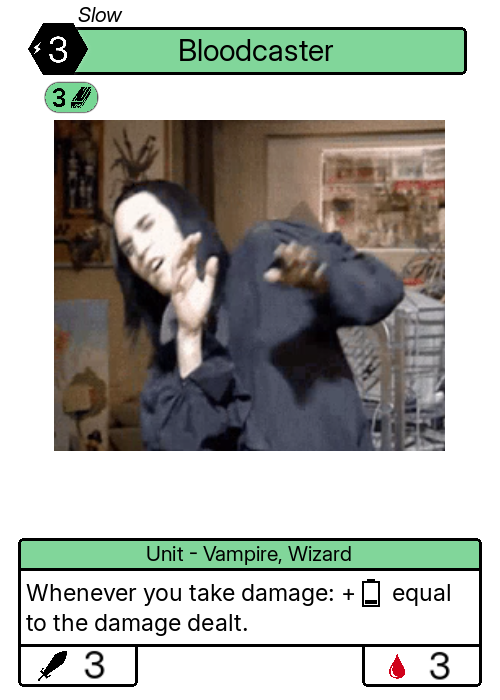 Slow
3 Bloodcaster
3
Unit - Vampire, Wizard
Whenever you take damage: + equal
to the damage dealt.
3 3